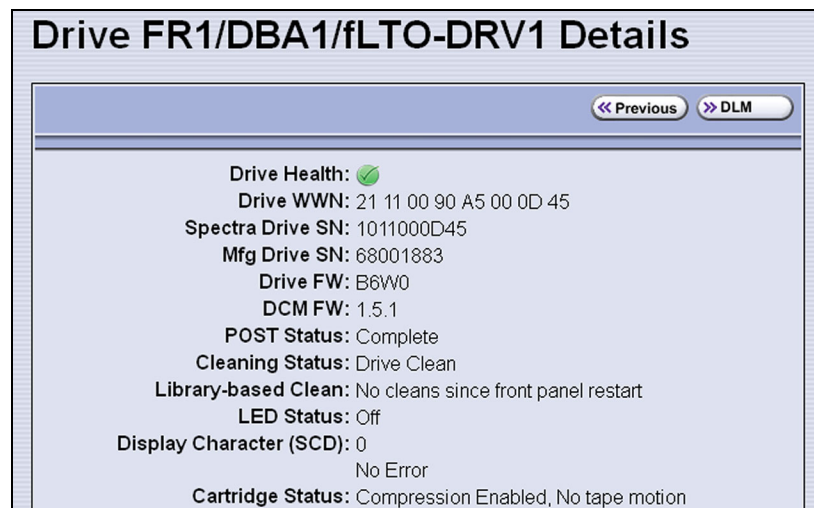 Drive FR1/DBA1/fLTO-DRV1 Details
Previous DLM
Drive Health:
Drive WWN: 21 11 00 90 A5 00 0D 45
Spectra Drive SN: 1011000D45
Mfg Drive SN: 68001883
Drive FW: B6W0
DCM FW: 1.5.1
POST Status: Complete
Cleaning Status: Drive Clean
Library-based Clean: No cleans since front panel restart
LED Status: Off
Display Character (SCD): 0
No Error
Cartridge Status: Compression Enabled, No tape motion